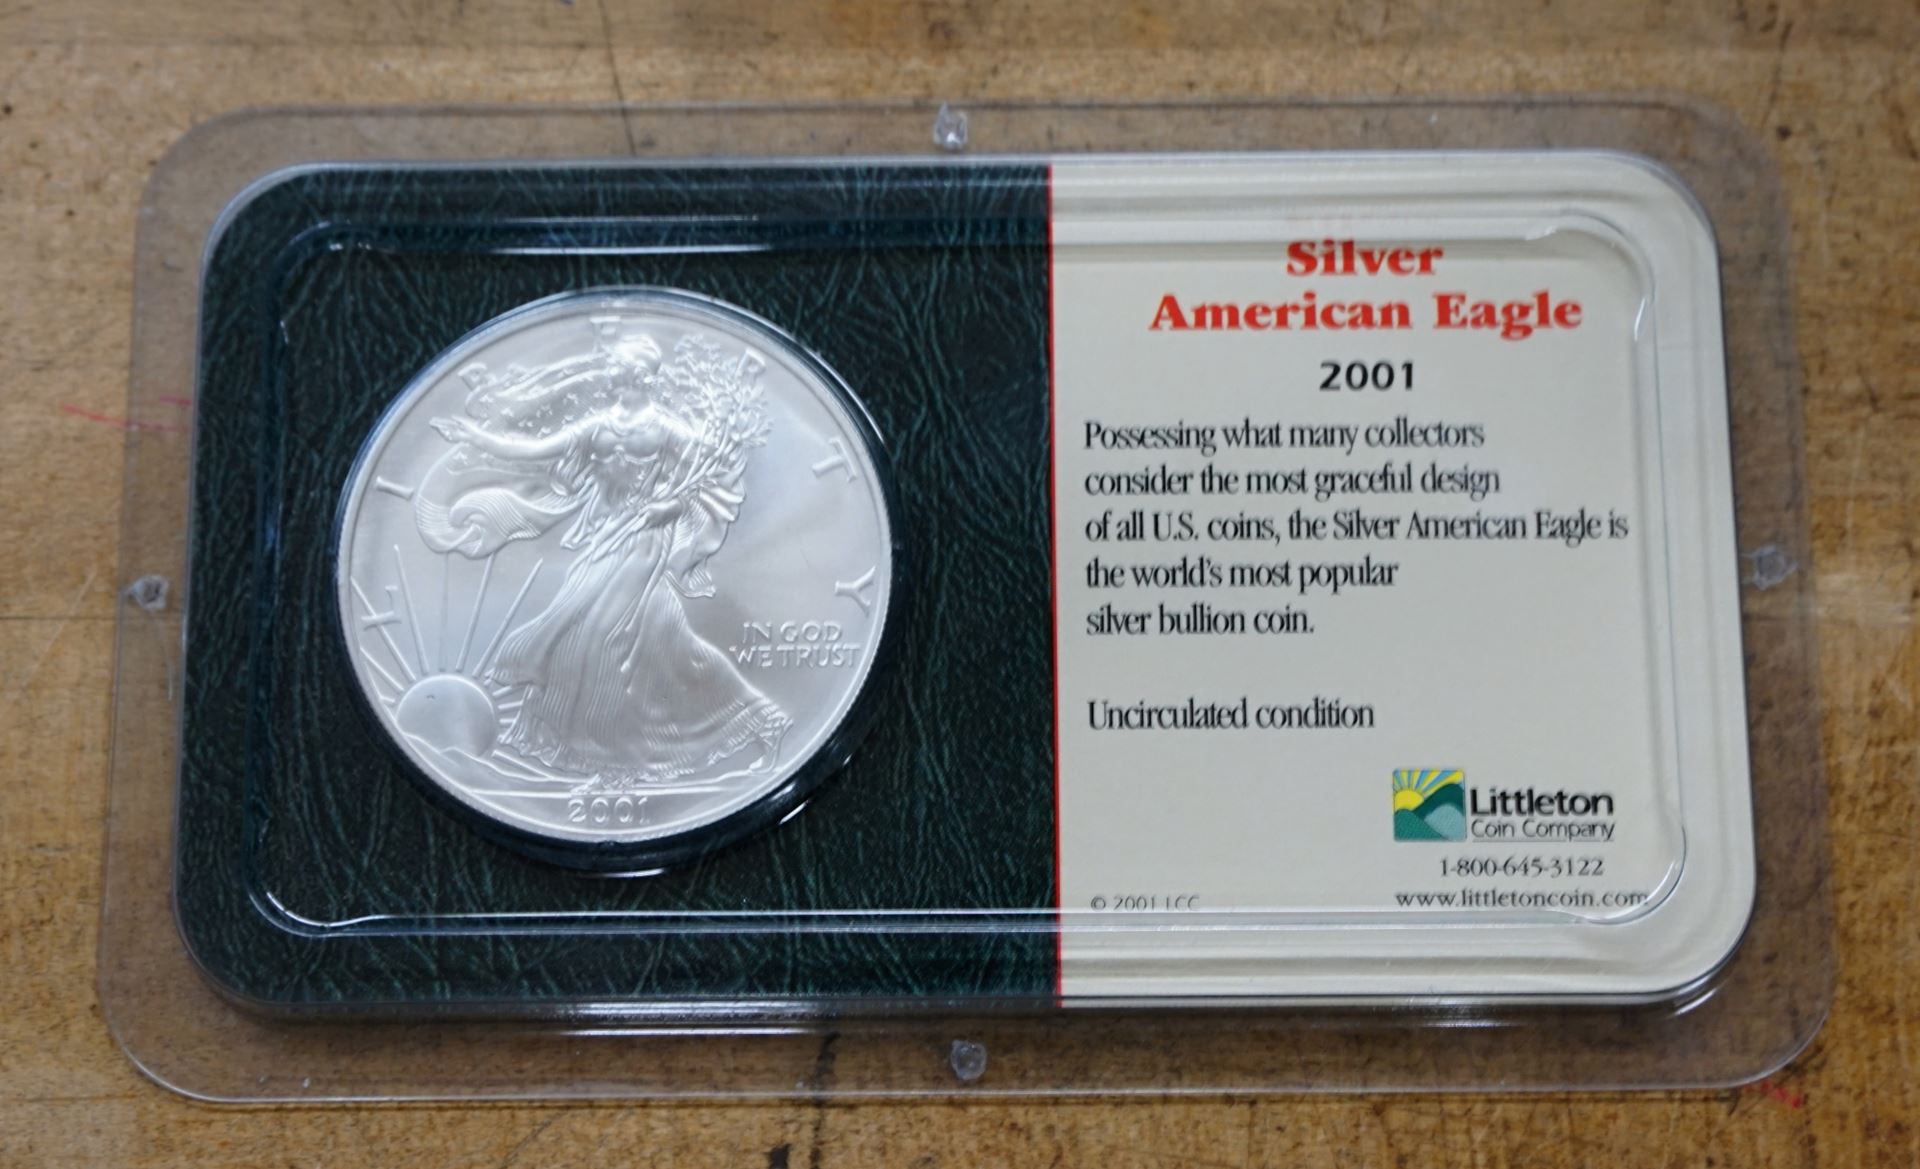 LIBERTY
IN GOD
WE TRUST
2001
Silver
American Eagle
2001
Possessing what many collectors
consider the most graceful design
of all U.S. coins, the Silver American Eagle is
the world's most popular
silver bullion coin.
Uncirculated condition
Littleton
Coin Company
1-800-645-3122
www.littletoncoin.com
© 2001 LCC